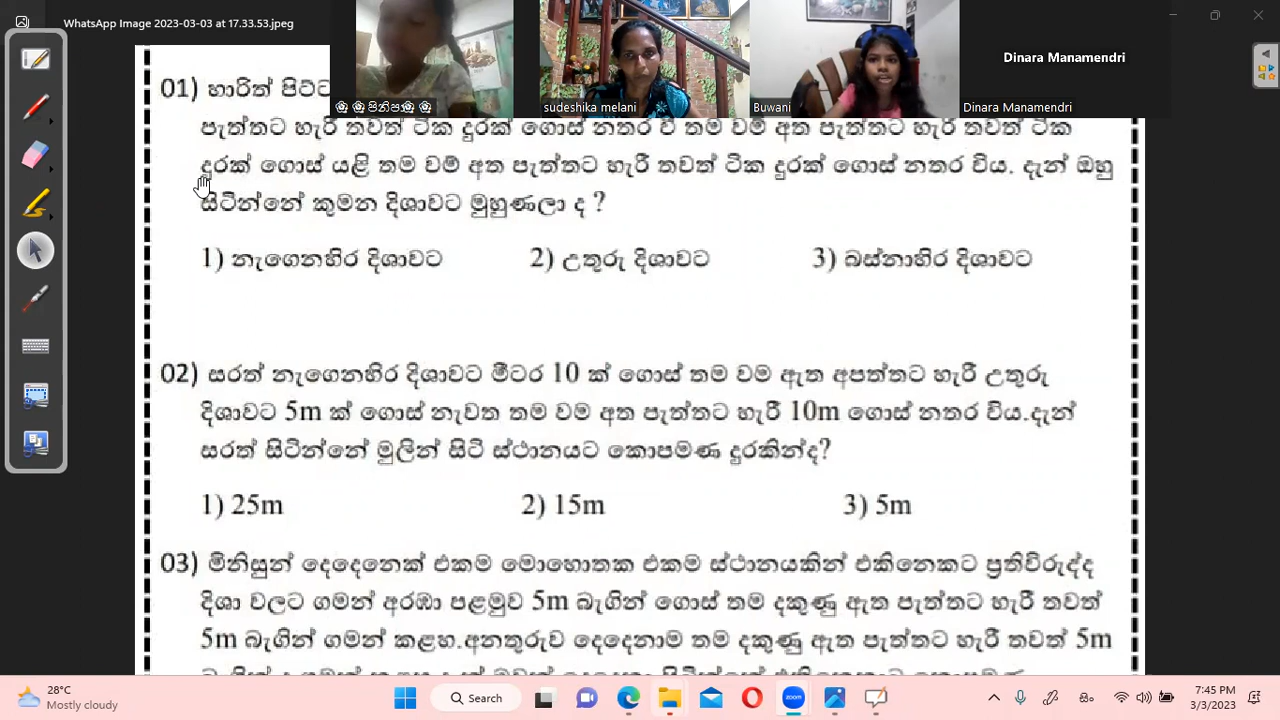 WhatsApp Image 2023-03-03 at 17.33.53.jpeg
Dinara Manamendri
පිනිපා
sudeshika melani
Buwani
Dinara Manamendri
01) හාරිත් පිට්ට
පැත්තට හැරී තවත් ටික දුරක් ගොස් නතර වී තම වම් අත පැත්තට හැරී තවත් ටික
දුරක් ගොස් යළි තම වම් අත පැත්තට හැරී තවත් ටික දුරක් ගොස් නතර විය. දැන් ඔහු
සිටින්නේ කුමන දිශාවට මුහුණලා ද ?
1) නැගෙනහිර දිශාවට 2) උතුරු දිශාවට 3) බස්නාහිර දිශාවට
02) සරත් නැගෙනහිර දිශාවට මීටර 10 ක් ගොස් තම වම ඇත අපත්තට හැරී උතුරු
දිශාවට 5m ක් ගොස් නැවත තම වම අත පැත්තට හැරී 10m ගොස් නතර විය.දැන්
සරත් සිටින්නේ මුලින් සිටි ස්ථානයට කොපමණ දුරකින්ද?
1) 25m 2) 15m 3) 5m
03) මිනිසුන් දෙදෙනෙක් එකම මොහොතක එකම ස්ථානයකින් එකිනෙකට ප්‍රතිවිරුද්ද
දිශා වලට ගමන් අරඹා පළමුව 5m බැගින් ගොස් තම දකුණු ඇත පැත්තට හැරී තවත්
5m බැගින් ගමන් කළහ.අනතුරුව දෙදෙනාම තම දකුණු ඇත පැත්තට හැරී තවත් 5m
28°C
Mostly cloudy
Search
zoom
7:45 PM
3/3/2023